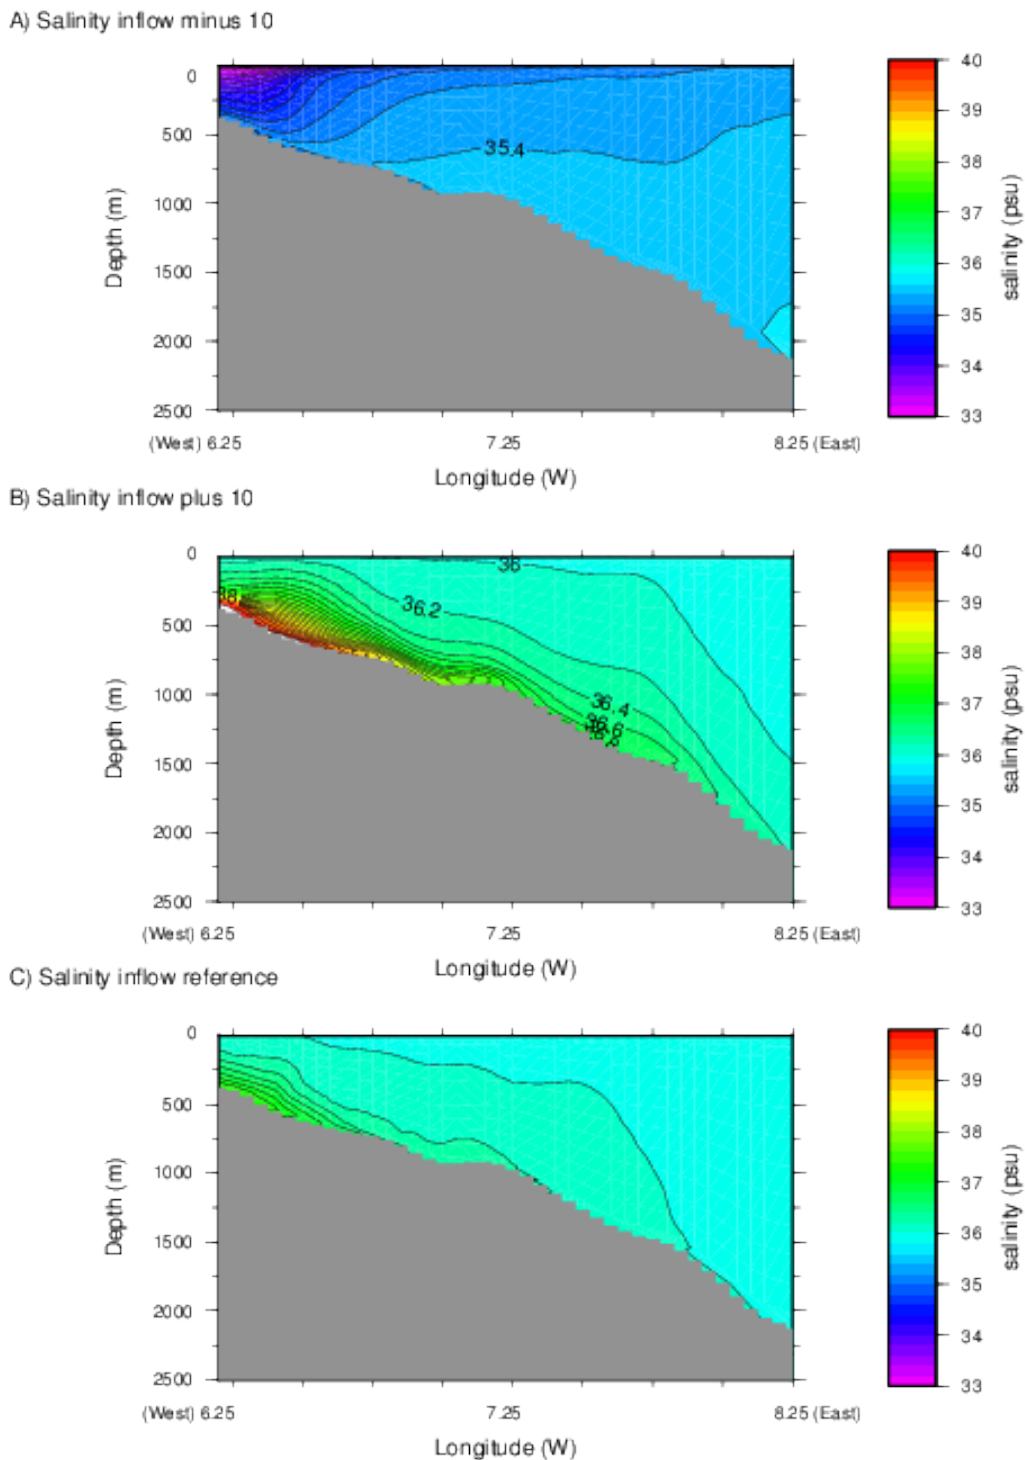 A) Salinity inflow minus 10
0
500
1000
1500
2000
2500
Depth (m)
35.4
(West) 6.25
7.25
8.25 (East)
Longitude (W)
40
39
38
37
36
35
34
33
salinity (psu)
B) Salinity inflow plus 10
0
500
1000
1500
2000
2500
Depth (m)
36
36.2
36.4
36.6
(West) 6.25
7.25
8.25 (East)
Longitude (W)
40
39
38
37
36
35
34
33
salinity (psu)
C) Salinity inflow reference
0
500
1000
1500
2000
2500
Depth (m)
(West) 6.25
7.25
8.25 (East)
Longitude (W)
40
39
38
37
36
35
34
33
salinity (psu)